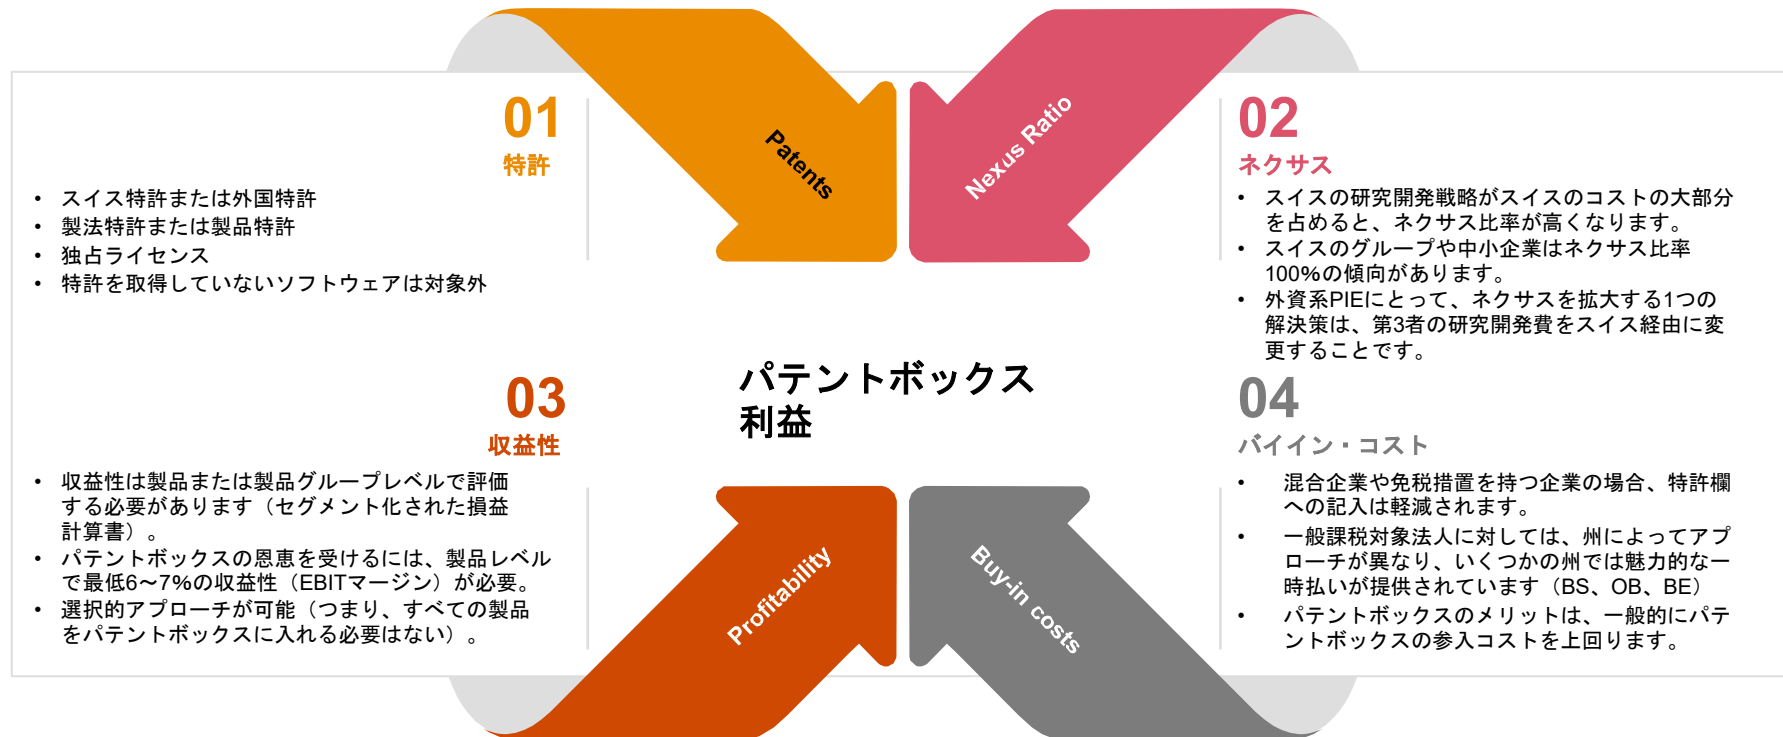 01
特許
• スイス特許または外国特許
• 製法特許または製品特許
• 独占ライセンス
• 特許を取得していないソフトウェアは対象外
Patents
Nexus Ratio
02
ネクサス
• スイスの研究開発戦略がスイスのコストの大部分
を占めると、ネクサス比率が高くなります。
• スイスのグループや中小企業はネクサス比率
100%の傾向があります。
• 外資系PIEにとって、ネクサスを拡大する1つの
解決策は、第3者の研究開発費をスイス経由に変
更することです。
パテントボックス
利益
03
収益性
• 収益性は製品または製品グループレベルで評価
する必要があります（セグメント化された損益
計算書）。
• パテントボックスの恩恵を受けるには、製品レベル
で最低6～7%の収益性（EBITマージン）が必要。
• 選択的アプローチが可能（つまり、すべての製品
をパテントボックスに入れる必要はない）。
Profitability
Buy-in costs
04
バイイン・コスト
• 混合企業や免税措置を持つ企業の場合、特許欄
への記入は軽減されます。
• 一般課税対象法人に対しては、州によってアプ
ローチが異なり、いくつかの州では魅力的な一
時払いが提供されています（BS、OB、BE）
• パテントボックスのメリットは、一般的にパテ
ントボックスの参入コストを上回ります。